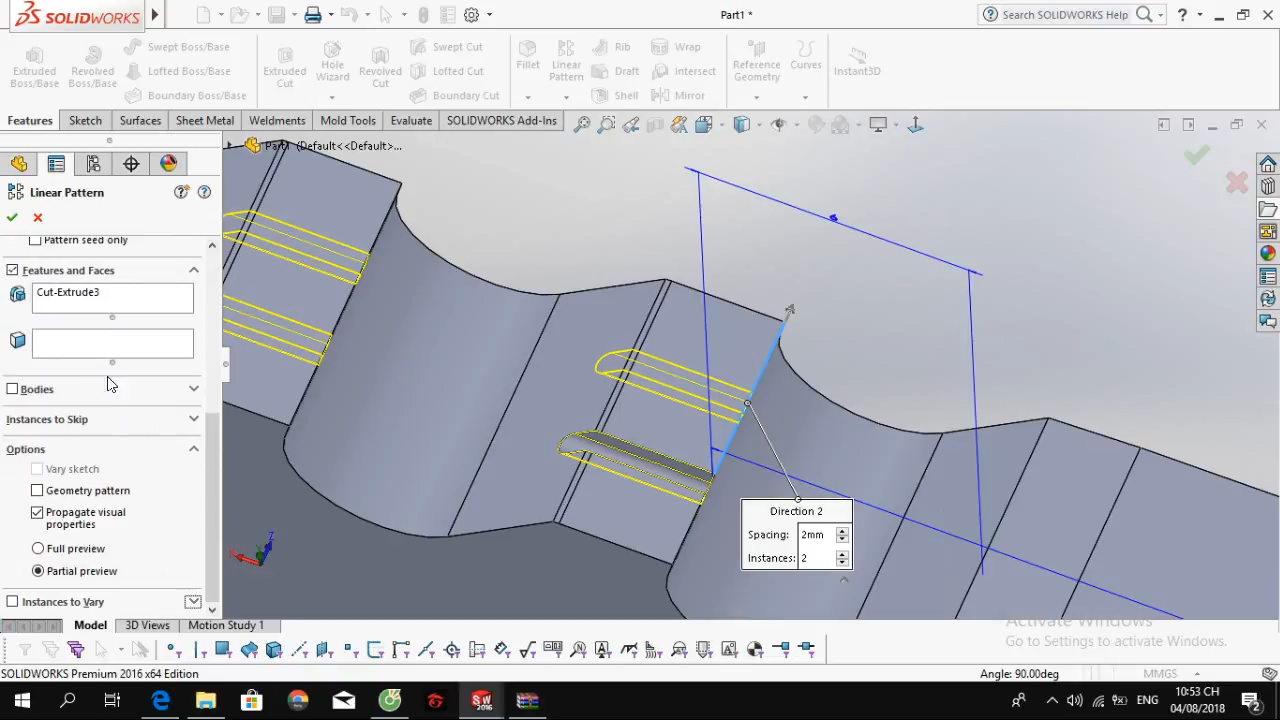 SOLIDWORKS
Part1 *
Search SOLIDWORKS Help
?
Extruded Boss/Base
Revolved Boss/Base
Swept Boss/Base
Lofted Boss/Base
Boundary Boss/Base
Extruded Cut
Hole Wizard
Revolved Cut
Swept Cut
Lofted Cut
Boundary Cut
Fillet
Linear Pattern
Rib
Draft
Shell
Wrap
Intersect
Mirror
Reference Geometry
Curves
Instant3D
Features
Sketch
Surfaces
Sheet Metal
Weldments
Mold Tools
Evaluate
SOLIDWORKS Add-Ins
Part1 (Default<<Default>...
Linear Pattern
Pattern seed only
Features and Faces
Cut-Extrude3
Bodies
Instances to Skip
Options
Vary sketch
Geometry pattern
Propagate visual
properties
Full preview
Partial preview
Instances to Vary
Direction 2
Spacing: 2mm
Instances: 2
Z
Activate Windows
Go to Settings to activate Windows.
Model
3D Views
Motion Study 1
SOLIDWORKS Premium 2016 x64 Edition
Angle: 90.00deg
MMGS
SW
2016
ENG
10:53 CH
04/08/2018
2